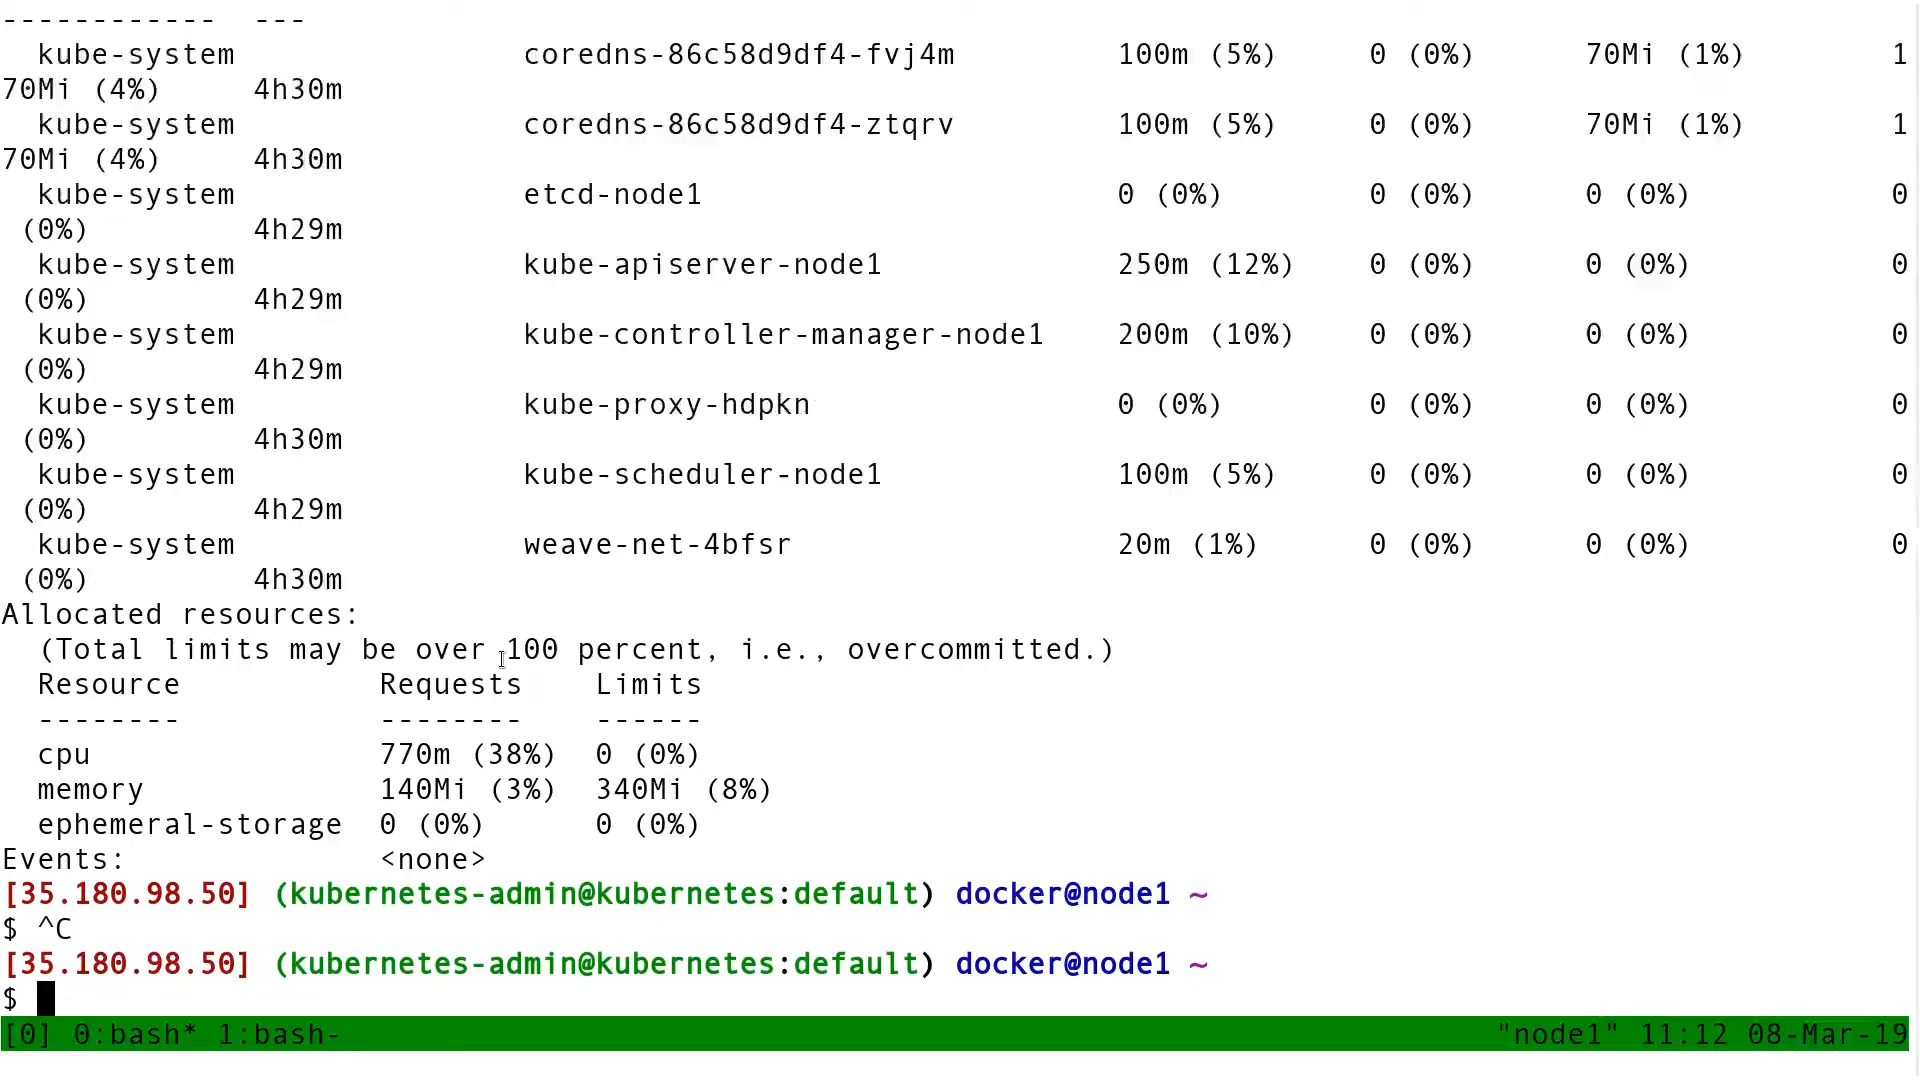 ------------  ---
  kube-system                coredns-86c58d9df4-fvj4m         100m (5%)     0 (0%)      70Mi (1%)        1
70Mi (4%)     4h30m
  kube-system                coredns-86c58d9df4-ztqrv         100m (5%)     0 (0%)      70Mi (1%)        1
70Mi (4%)     4h30m
  kube-system                etcd-node1                       0 (0%)        0 (0%)      0 (0%)           0
 (0%)         4h29m
  kube-system                kube-apiserver-node1             250m (12%)    0 (0%)      0 (0%)           0
 (0%)         4h29m
  kube-system                kube-controller-manager-node1    200m (10%)    0 (0%)      0 (0%)           0
 (0%)         4h29m
  kube-system                kube-proxy-hdpkn                 0 (0%)        0 (0%)      0 (0%)           0
 (0%)         4h30m
  kube-system                kube-scheduler-node1             100m (5%)     0 (0%)      0 (0%)           0
 (0%)         4h29m
  kube-system                weave-net-4bfsr                  20m (1%)      0 (0%)      0 (0%)           0
 (0%)         4h30m
Allocated resources:
  (Total limits may be over 100 percent, i.e., overcommitted.)
  Resource           Requests    Limits
  --------           --------    ------
  cpu                770m (38%)  0 (0%)
  memory             140Mi (3%)  340Mi (8%)
  ephemeral-storage  0 (0%)      0 (0%)
Events:              <none>
[35.180.98.50] (kubernetes-admin@kubernetes:default) docker@node1 ~
$ ^C
[35.180.98.50] (kubernetes-admin@kubernetes:default) docker@node1 ~
$
[0] 0:bash* 1:bash-    "node1" 11:12 08-Mar-19